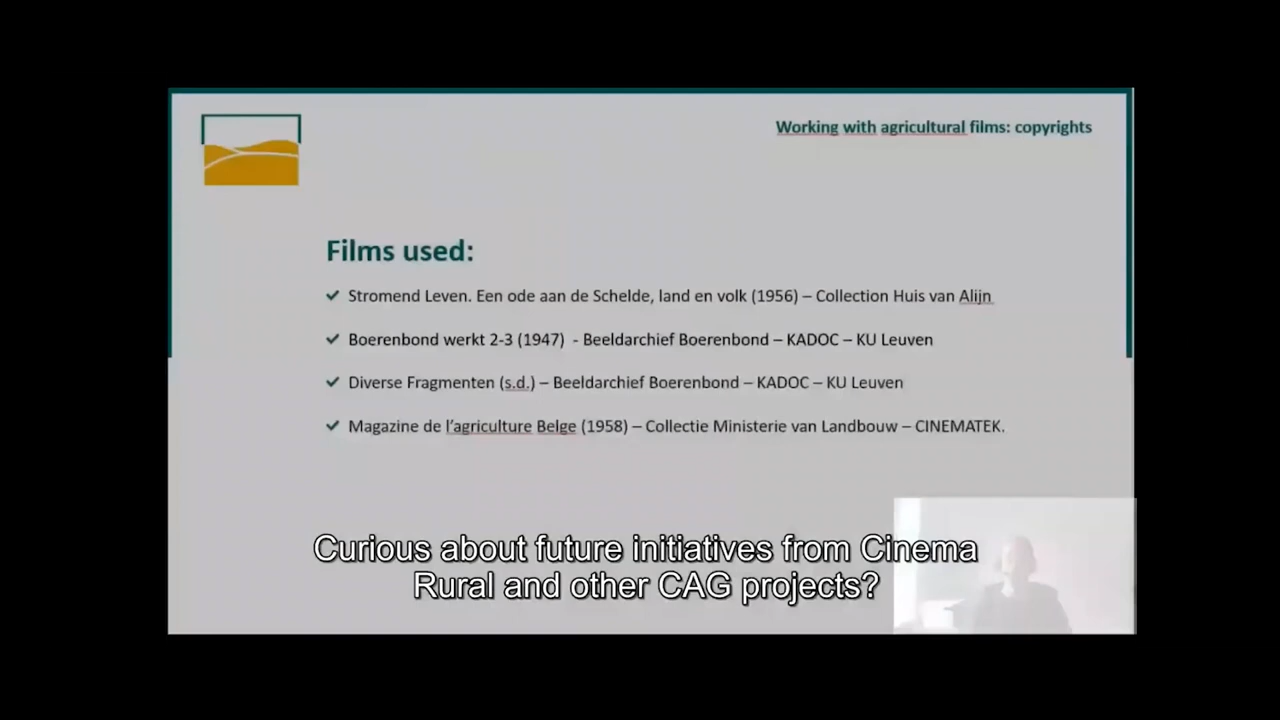 Working with agricultural films: copyrights
Films used:
Stromend Leven. Een ode aan de Schelde, land en volk (1956) – Collection Huis van Alijn
Boerenbond werkt 2-3 (1947) - Beeldarchief Boerenbond – KADOC – KU Leuven
Diverse Fragmenten (s.d.) – Beeldarchief Boerenbond – KADOC – KU Leuven
Magazine de l'agriculture Belge (1958) – Collectie Ministerie van Landbouw – CINEMATEK.
Curious about future initiatives from Cinema
Rural and other CAG projects?